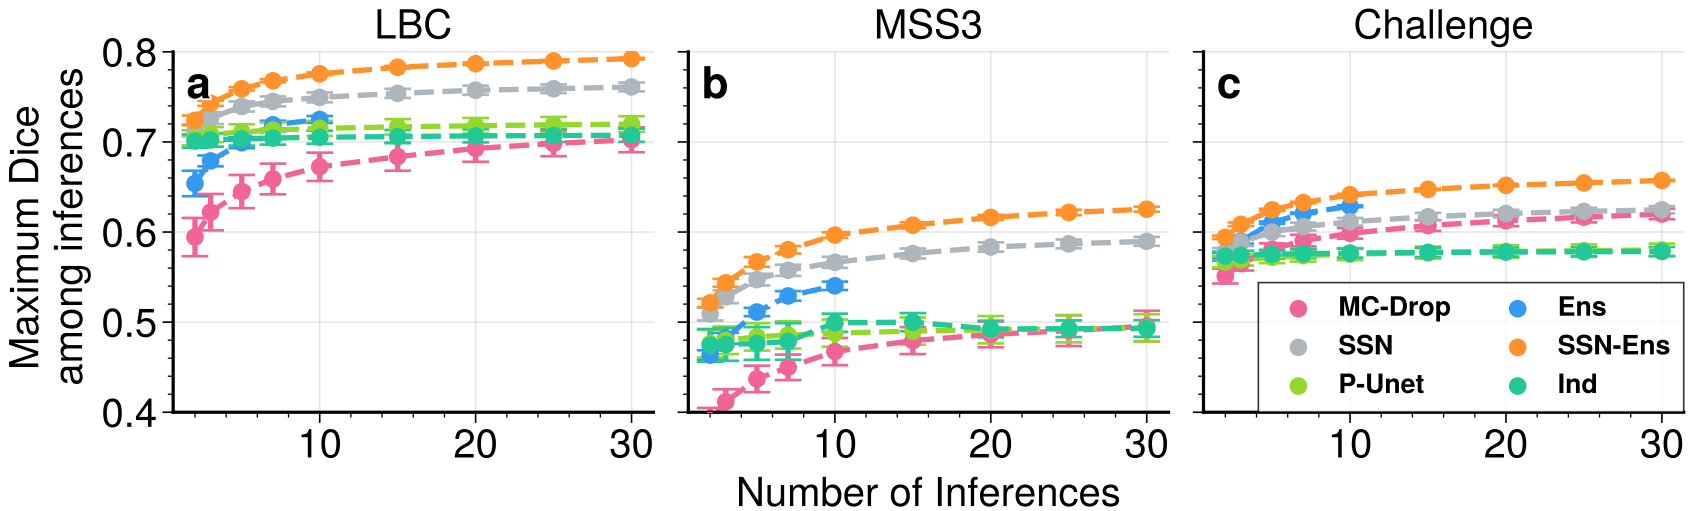 LBC
MSS3
Challenge
Maximum Dice
among inferences
0.8
0.7
0.6
0.5
0.4
a
b
c
MC-Drop
Ens
SSN
SSN-Ens
P-Unet
Ind
10
20
30
10
20
30
10
20
30
Number of Inferences